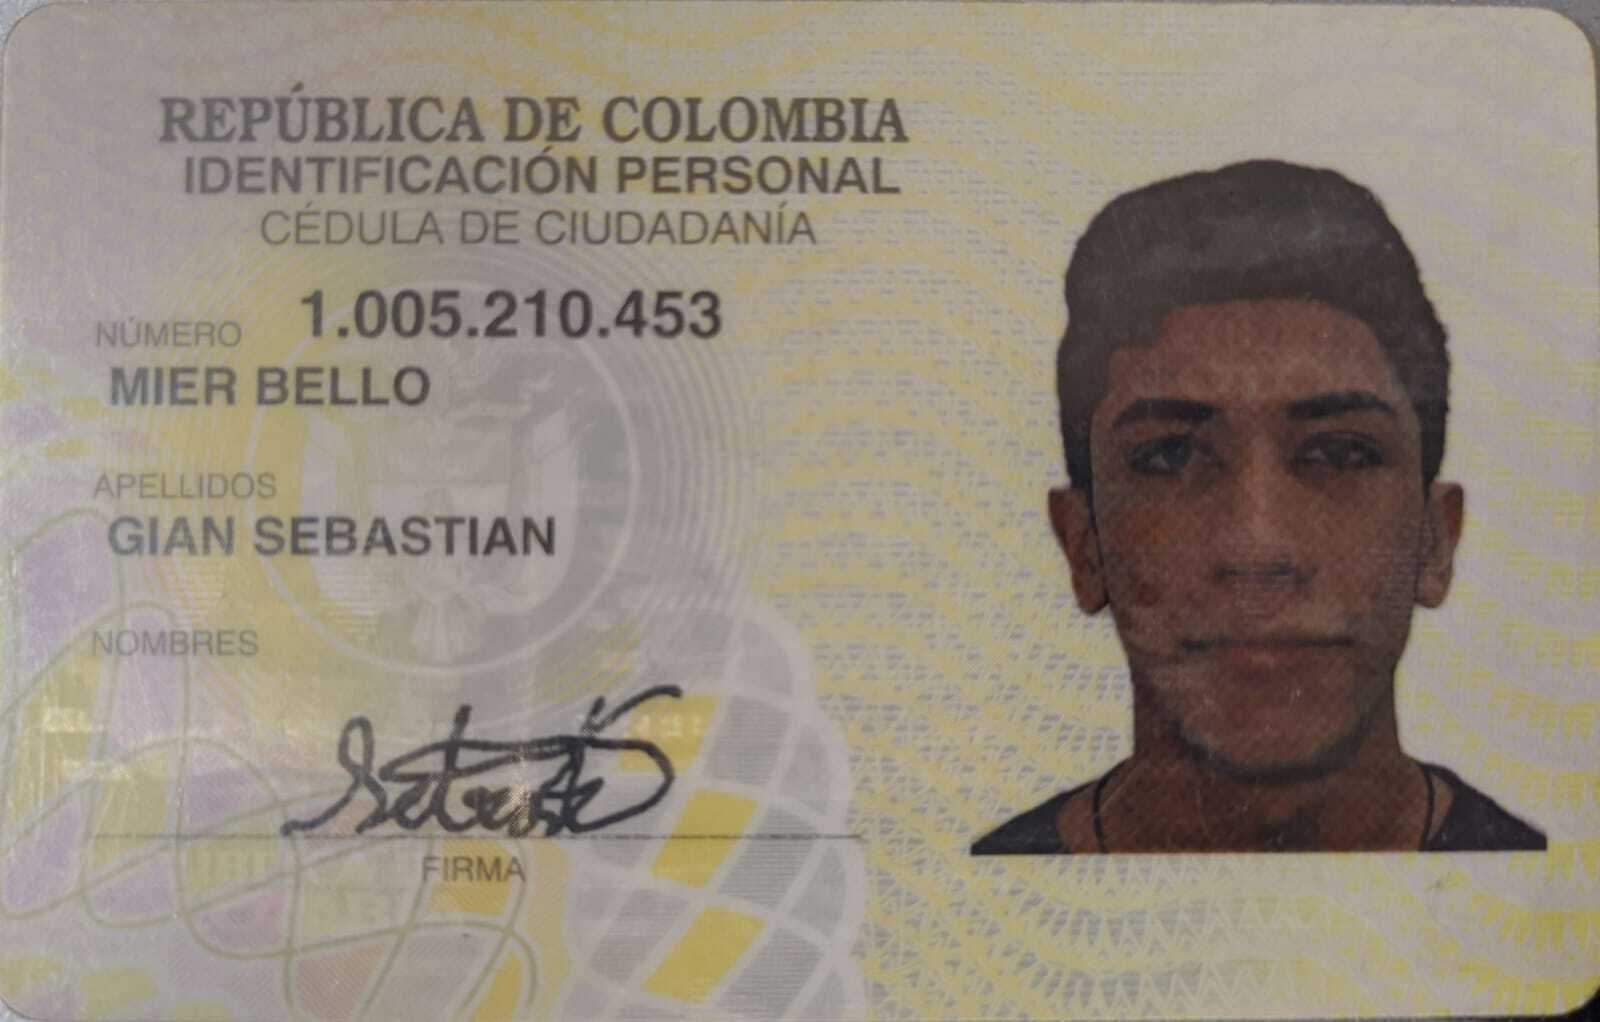 REPÚBLICA DE COLOMBIA
IDENTIFICACIÓN PERSONAL
CÉDULA DE CIUDADANÍA
NÚMERO 1.005.210.453
MIER BELLO
APELLIDOS
GIAN SEBASTIAN
NOMBRES
FIRMA